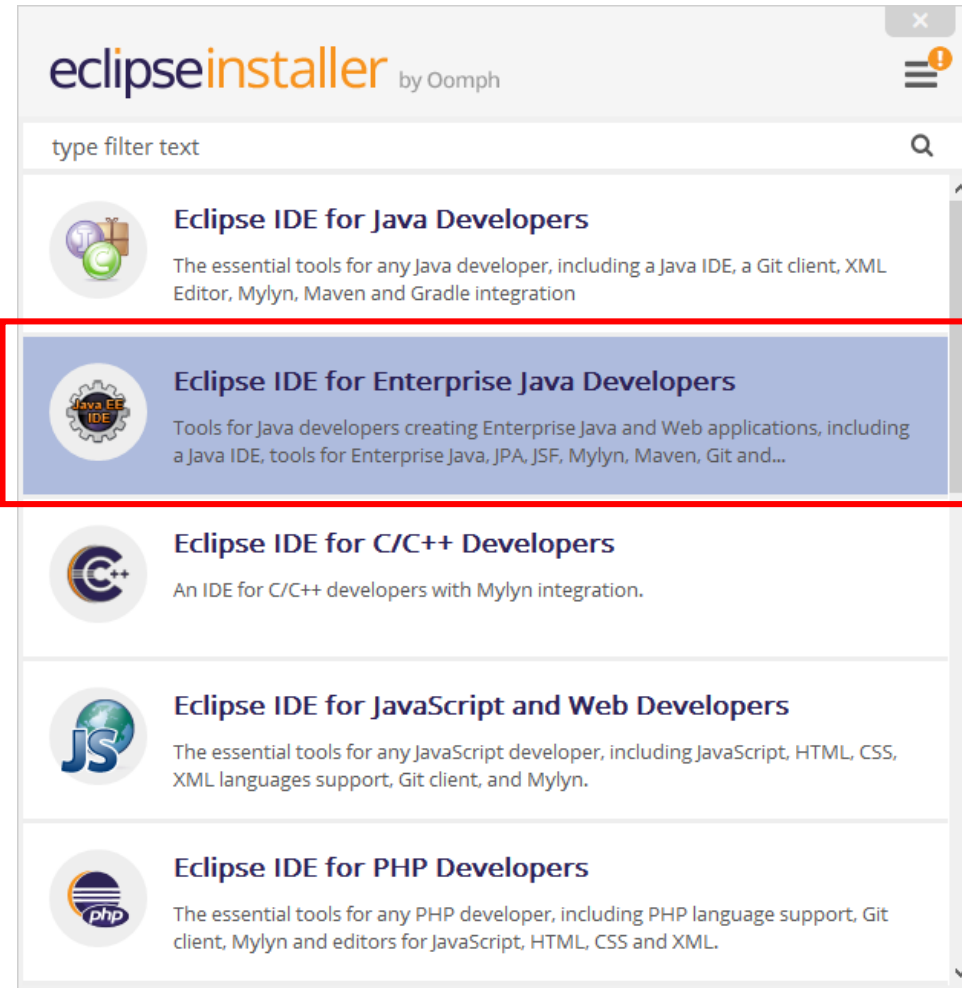 eclipseinstaller by Oomph
type filter text
Eclipse IDE for Java Developers
The essential tools for any Java developer, including a Java IDE, a Git client, XML
Editor, Mylyn, Maven and Gradle integration
Java EE
IDE
Eclipse IDE for Enterprise Java Developers
Tools for Java developers creating Enterprise Java and Web applications, including
a Java IDE, tools for Enterprise Java, JPA, JSF, Mylyn, Maven, Git and...
C++
Eclipse IDE for C/C++ Developers
An IDE for C/C++ developers with Mylyn integration.
JS
Eclipse IDE for JavaScript and Web Developers
The essential tools for any JavaScript developer, including JavaScript, HTML, CSS,
XML languages support, Git client, and Mylyn.
php
Eclipse IDE for PHP Developers
The essential tools for any PHP developer, including PHP language support, Git
client, Mylyn and editors for JavaScript, HTML, CSS and XML.